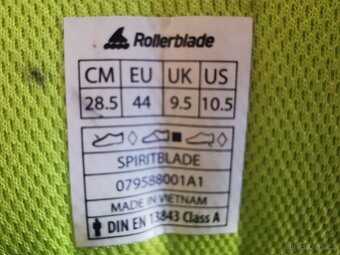 Rollerblade
CM EU UK US
28.5 44 9.5 10.5
SPIRITBLADE
079588001A1
MADE IN VIETNAM
DIN EN 13843 Class A